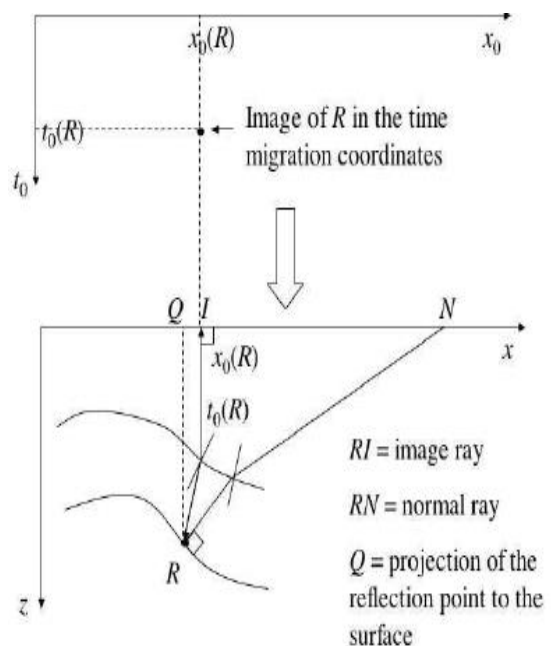 x₀(R)
x₀
t₀(R)
Image of R in the time
migration coordinates
t₀
Q
I
N
x₀(R)
x
t₀(R)
RI = image ray
RN = normal ray
R
Q = projection of the
reflection point to the
surface
z